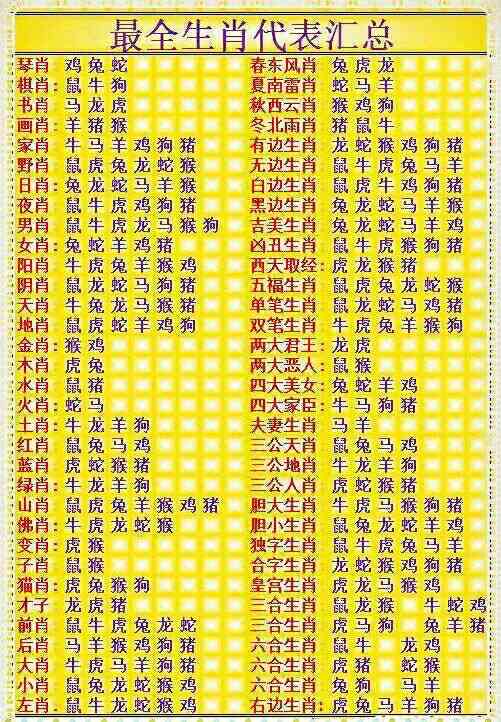 最全生肖代表汇总
琴肖: 鸡兔蛇 春东风肖: 兔虎龙
棋肖: 鼠牛狗 夏南雷肖: 蛇马羊
书肖: 马龙虎 秋西云肖: 猴鸡狗
画肖: 羊猪猴 冬北雨肖: 猪鼠牛
家肖: 牛马羊鸡狗猪 有边生肖: 龙蛇猴鸡狗猪
野肖: 鼠虎兔龙蛇猴 无边生肖: 鼠牛虎兔马羊
日肖: 兔龙蛇马羊猴 白边生肖: 鼠虎牛鸡狗猪
夜肖: 鼠牛虎鸡狗猪 黑边生肖: 兔龙蛇马羊猴
男肖: 鼠牛虎龙马猴狗 吉美生肖: 兔龙蛇马羊鸡
女肖: 兔蛇羊鸡猪 凶丑生肖: 鼠牛虎猴狗猪
阳肖: 牛虎兔羊猴鸡 西天取经: 虎龙猴猪
阴肖: 鼠龙蛇马狗猪 五福生肖: 鼠虎兔龙蛇猴
天肖: 牛兔龙马猴猪 单笔生肖: 鼠龙蛇马鸡猪
地肖: 鼠虎蛇羊鸡狗 双笔生肖: 牛虎兔羊猴狗
金肖: 猴鸡 两大君王: 龙虎
木肖: 虎兔 两大恶人: 鼠猴
水肖: 鼠猪 四大美女: 兔蛇羊鸡
火肖: 蛇马 四大家臣: 牛马狗猪
土肖: 牛龙羊狗 夫妻生肖: 马羊
红肖: 鼠兔马鸡 三公天肖: 鼠兔马鸡
蓝肖: 虎蛇猴猪 三公地肖: 牛龙羊狗
绿肖: 牛龙羊狗 三公人肖: 虎蛇猴猪
山肖: 鼠虎兔羊猴鸡猪 胆大生肖: 牛虎马猴狗猪
佛肖: 牛虎龙蛇猴 胆小生肖: 鼠兔龙蛇羊鸡
变肖: 虎猴 独字生肖: 鼠牛虎兔马羊
子肖: 鼠猴 合字生肖: 龙蛇猴鸡狗猪
猫肖: 虎兔猴狗 皇宫生肖: 虎龙马猴鸡
才子: 龙虎猪 三合生肖: 鼠龙猴 牛蛇鸡
前肖: 鼠牛虎兔龙蛇 三合生肖: 虎马狗 兔羊猪
后肖: 马羊猴鸡狗猪 六合生肖: 鼠牛 龙鸡
大肖: 牛虎马羊狗猪 六合生肖: 虎猪 蛇猴
小肖: 鼠兔龙蛇猴鸡 六合生肖: 兔狗 马羊
左肖: 鼠牛龙蛇猴鸡 右边生肖: 虎兔马羊狗猪